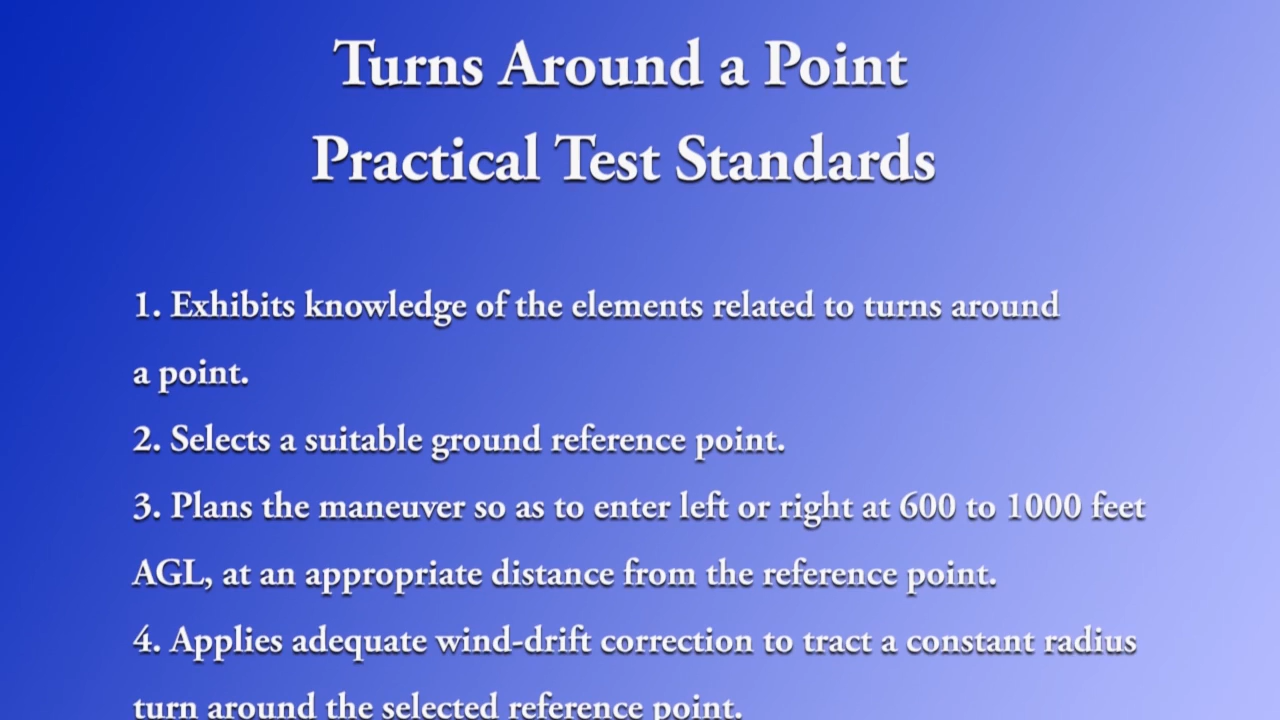 Turns Around a Point
Practical Test Standards
1. Exhibits knowledge of the elements related to turns around
a point.
2. Selects a suitable ground reference point.
3. Plans the maneuver so as to enter left or right at 600 to 1000 feet
AGL, at an appropriate distance from the reference point.
4. Applies adequate wind-drift correction to tract a constant radius
turn around the selected reference point.